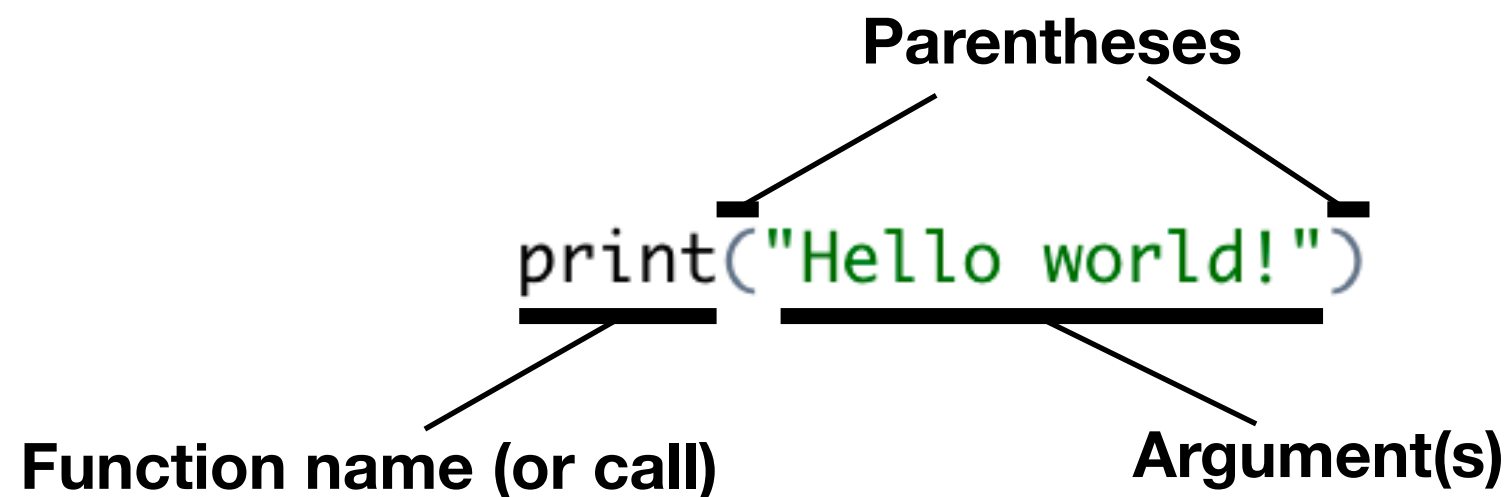 Parentheses
print("Hello world!")
Function name (or call)
Argument(s)